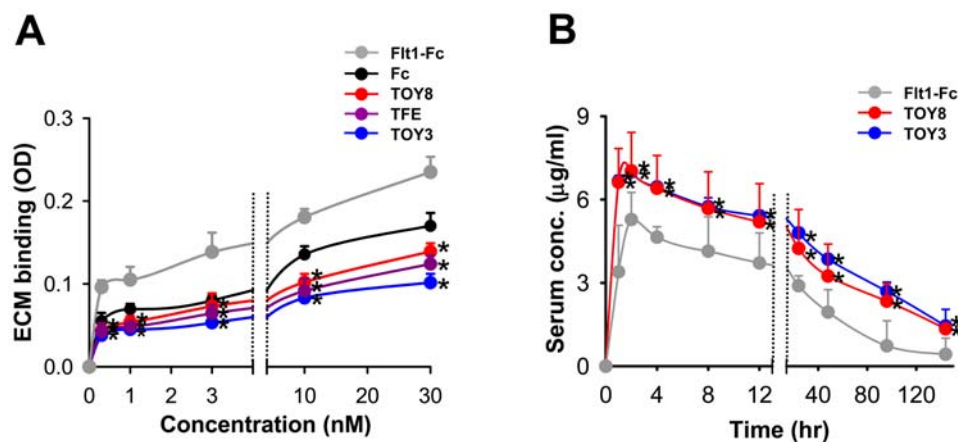 A
Flt1-Fc
Fc
TOY8
TFE
TOY3
ECM binding (OD)
0.3
0.2
0.1
0.0
0 1 3 10 20 30
Concentration (nM)
* * * * * * * * * * * *
B
Flt1-Fc
TOY8
TOY3
Serum conc. (μg/ml)
9
6
3
0
0 4 8 12 40 80 120
Time (hr)
* * * * * * * * * * * * * * * * * *